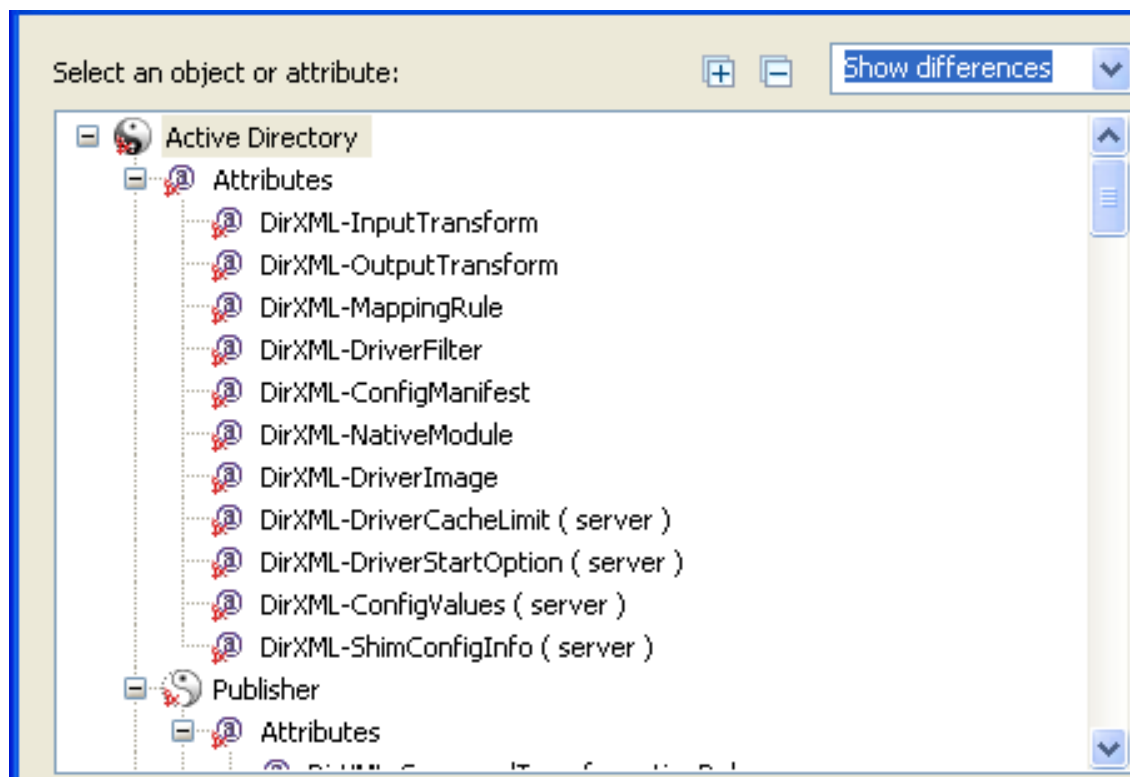 Select an object or attribute:
Show differences
Active Directory
Attributes
DirXML-InputTransform
DirXML-OutputTransform
DirXML-MappingRule
DirXML-DriverFilter
DirXML-ConfigManifest
DirXML-NativeModule
DirXML-DriverImage
DirXML-DriverCacheLimit ( server )
DirXML-DriverStartOption ( server )
DirXML-ConfigValues ( server )
DirXML-ShimConfigInfo ( server )
Publisher
Attributes